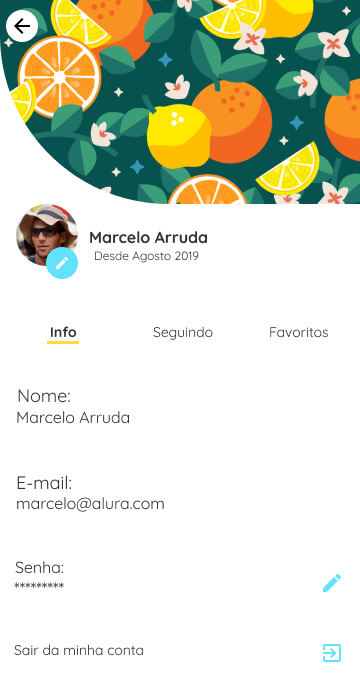 Marcelo Arruda
Desde Agosto 2019
Info Seguindo Favoritos
Nome:
Marcelo Arruda
E-mail:
marcelo@alura.com
Senha:
*********
Sair da minha conta